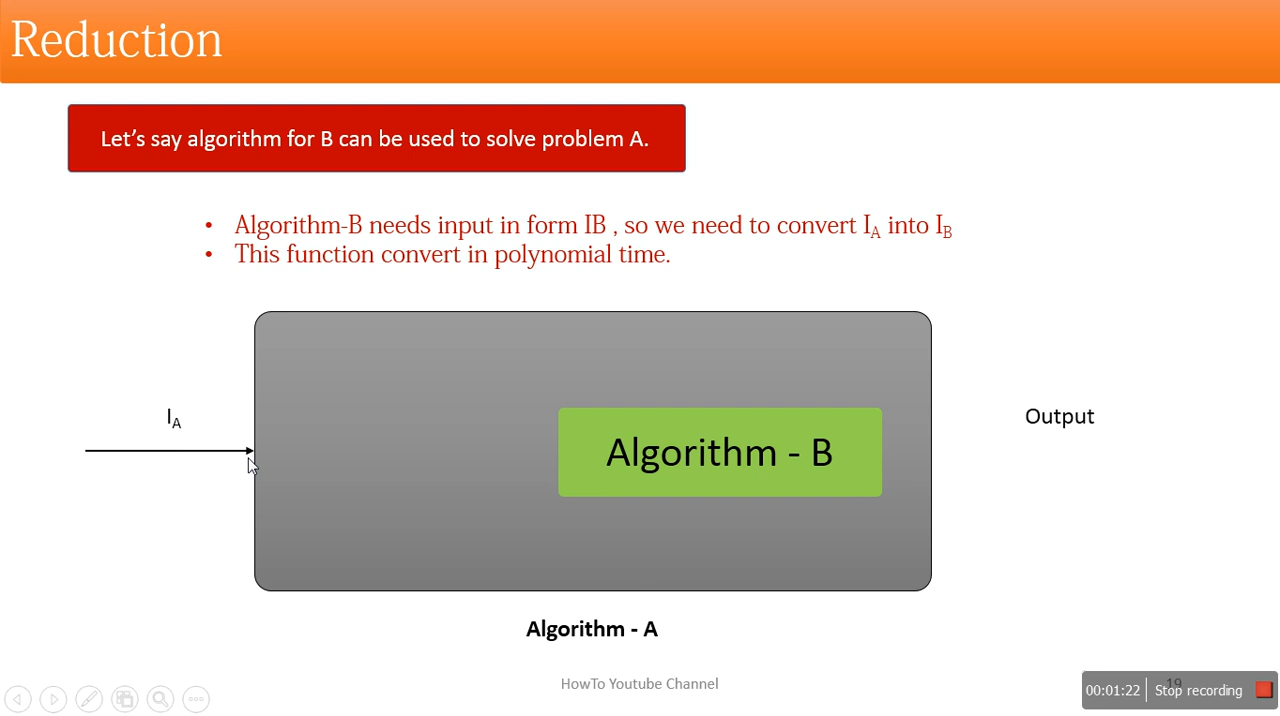 Reduction
Let's say algorithm for B can be used to solve problem A.
• Algorithm-B needs input in form IB , so we need to convert I_A into I_B
• This function convert in polynomial time.
I_A
Algorithm - B
Output
Algorithm - A
HowTo Youtube Channel
19
00:01:22 Stop recording